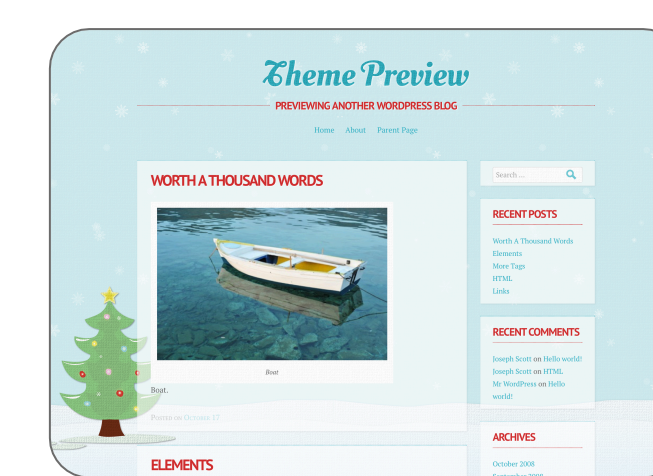 Theme Preview
PREVIEWING ANOTHER WORDPRESS BLOG
Home About Parent Page
WORTH A THOUSAND WORDS
Boat
Boat.
POSTED ON OCTOBER 17
ELEMENTS
Search ...
RECENT POSTS
Worth A Thousand Words
Elements
More Tags
HTML
Links
RECENT COMMENTS
Joseph Scott on Hello world!
Joseph Scott on HTML
Mr WordPress on Hello
world!
ARCHIVES
October 2008
September 2008